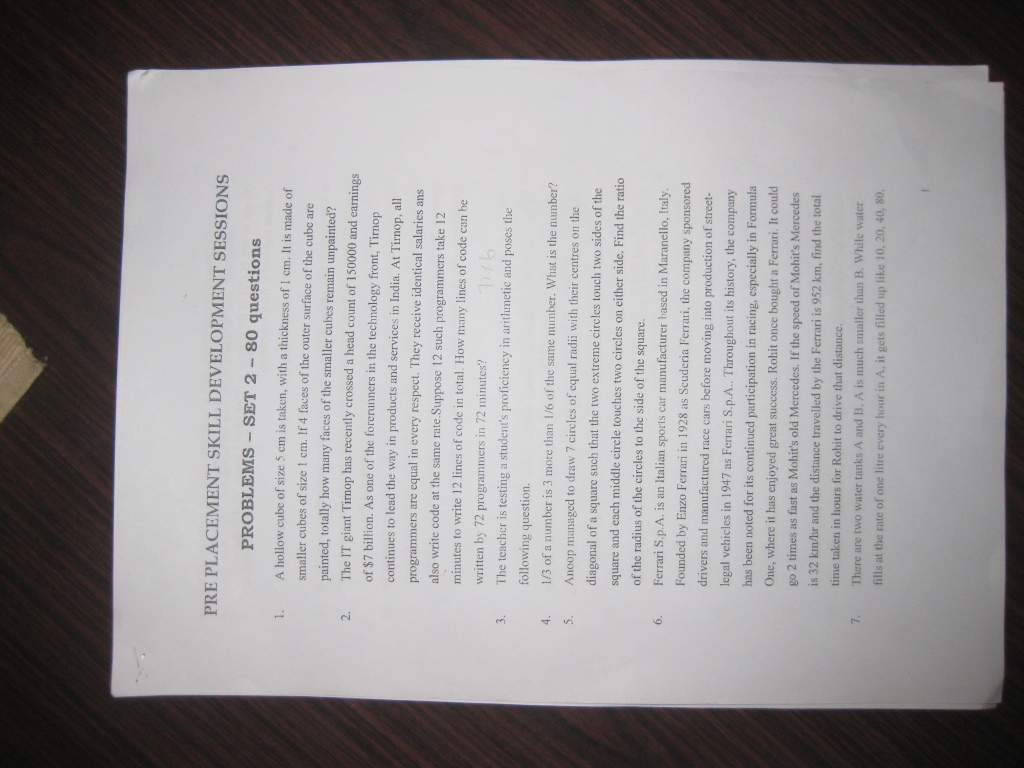 PRE PLACEMENT SKILL DEVELOPMENT SESSIONS
PROBLEMS – SET 2 – 80 questions
1. A hollow cube of size 5 cm is taken, with a thickness of 1 cm. It is made of
smaller cubes of size 1 cm. If 4 faces of the outer surface of the cube are
painted, totally how many faces of the smaller cubes remain unpainted?
2. The IT giant Tirnop has recently crossed a head count of 150000 and earnings
of $7 billion. As one of the forerunners in the technology front, Tirnop
continues to lead the way in products and services in India. At Tirnop, all
programmers are equal in every respect. They receive identical salaries ans
also write code at the same rate.Suppose 12 such programmers take 12
minutes to write 12 lines of code in total. How many lines of code can be
written by 72 programmers in 72 minutes?
3. The teacher is testing a student's proficiency in arithmetic and poses the
following question.
4. 1/3 of a number is 3 more than 1/6 of the same number. What is the number?
5. Anoop managed to draw 7 circles of equal radii with their centres on the
diagonal of a square such that the two extreme circles touch two sides of the
square and each middle circle touches two circles on either side. Find the ratio
of the radius of the circles to the side of the square.
6. Ferrari S.p.A. is an Italian sports car manufacturer based in Maranello, Italy.
Founded by Enzo Ferrari in 1928 as Scuderia Ferrari, the company sponsored
drivers and manufactured race cars before moving into production of street-
legal vehicles in 1947 as Ferrari S.p.A.. Throughout its history, the company
has been noted for its continued participation in racing, especially in Formula
One, where it has enjoyed great success. Rohit once bought a Ferrari. It could
go 2 times as fast as Mohit's old Mercedes. If the speed of Mohit's Mercedes
is 32 km/hr and the distance travelled by the Ferrari is 952 km, find the total
time taken in hours for Rohit to drive that distance.
7. There are two water tanks A and B. A is much smaller than B. While water
fills at the rate of one litre every hour in A, it gets filled up like 10, 20, 40, 80,
1